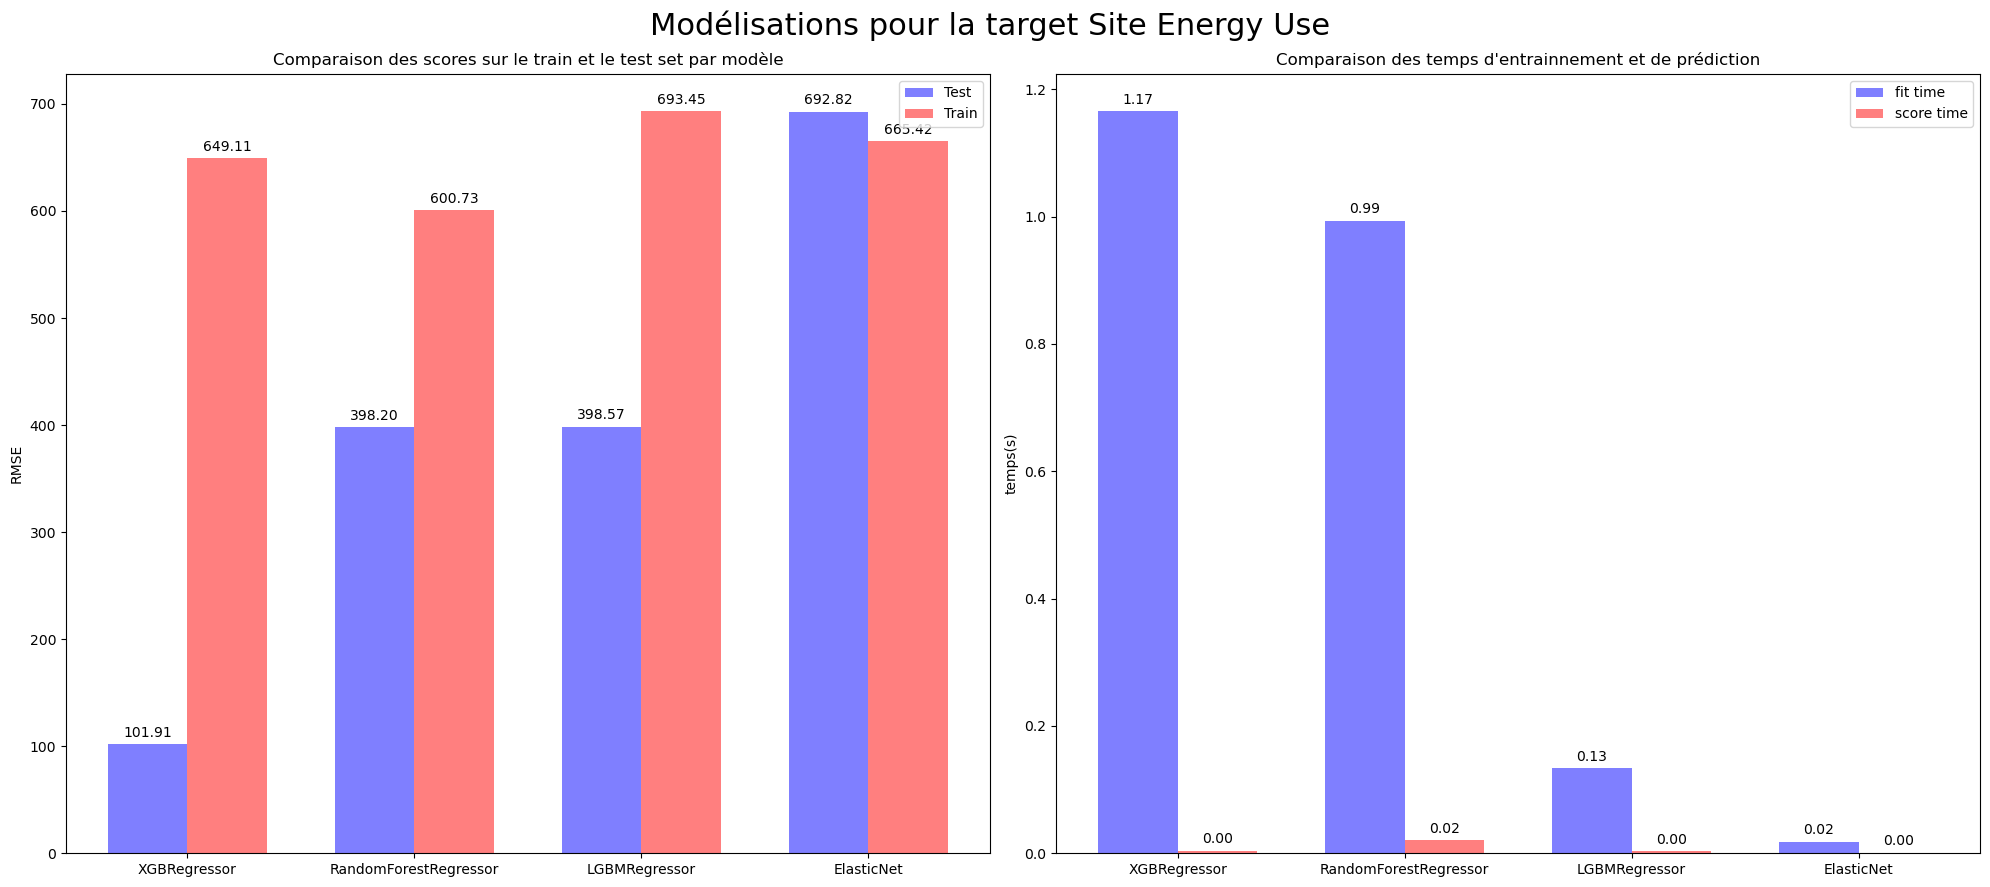 Modélisations pour la target Site Energy Use
Comparaison des scores sur le train et le test set par modèle
Test
Train
RMSE
700
600
500
400
300
200
100
0
101.91
649.11
398.20
600.73
398.57
693.45
692.82
665.42
XGBRegressor
RandomForestRegressor
LGBMRegressor
ElasticNet
Comparaison des temps d'entrainnement et de prédiction
fit time
score time
temps(s)
1.2
1.0
0.8
0.6
0.4
0.2
0.0
1.17
0.00
0.99
0.02
0.13
0.00
0.02
0.00
XGBRegressor
RandomForestRegressor
LGBMRegressor
ElasticNet